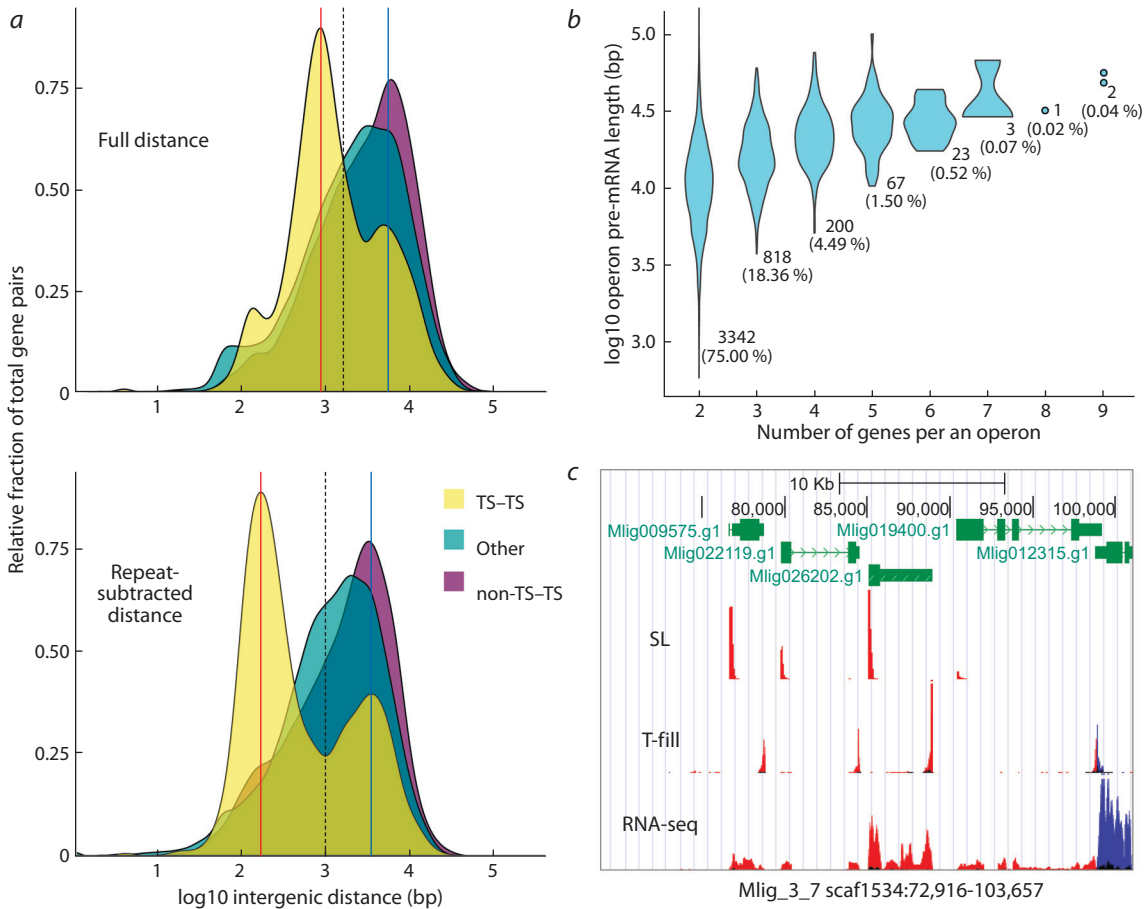 a
Relative fraction of total gene pairs
Full distance
0.75
0.50
0.25
0
1 2 3 4 5
Repeat-
subtracted
distance
TS–TS
Other
non-TS–TS
0.75
0.50
0.25
0
1 2 3 4 5
log10 intergenic distance (bp)
b
log10 operon pre-mRNA length (bp)
5.0
4.5
4.0
3.5
3.0
3342
(75.00 %)
818
(18.36 %)
200
(4.49 %)
67
(1.50 %)
23
(0.52 %)
3
(0.07 %)
1
(0.02 %)
2
(0.04 %)
2 3 4 5 6 7 8 9
Number of genes per an operon
c
10 Kb
80,000 85,000 90,000 95,000 100,000
Mlig009575.g1
Mlig019400.g1
Mlig022119.g1
Mlig012315.g1
Mlig026202.g1
SL
T-fill
RNA-seq
Mlig_3_7 scaf1534:72,916-103,657